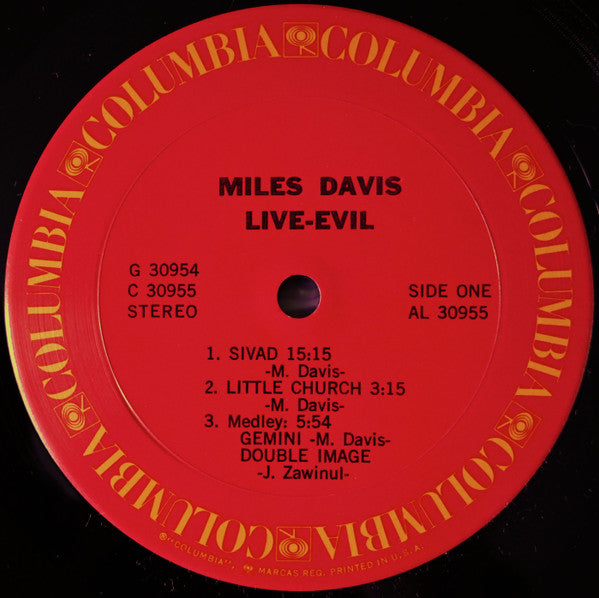 COLUMBIA COLUMBIA COLUMBIA COLUMBIA COLUMBIA COLUMBIA
MILES DAVIS
LIVE-EVIL
G 30954
C 30955
STEREO
SIDE ONE
AL 30955
1. SIVAD 15:15
-M. Davis-
2. LITTLE CHURCH 3:15
-M. Davis-
3. Medley: 5:54
GEMINI -M. Davis-
DOUBLE IMAGE
-J. Zawinul-
℗"COLUMBIA", MARCAS REG. PRINTED IN U.S.A.